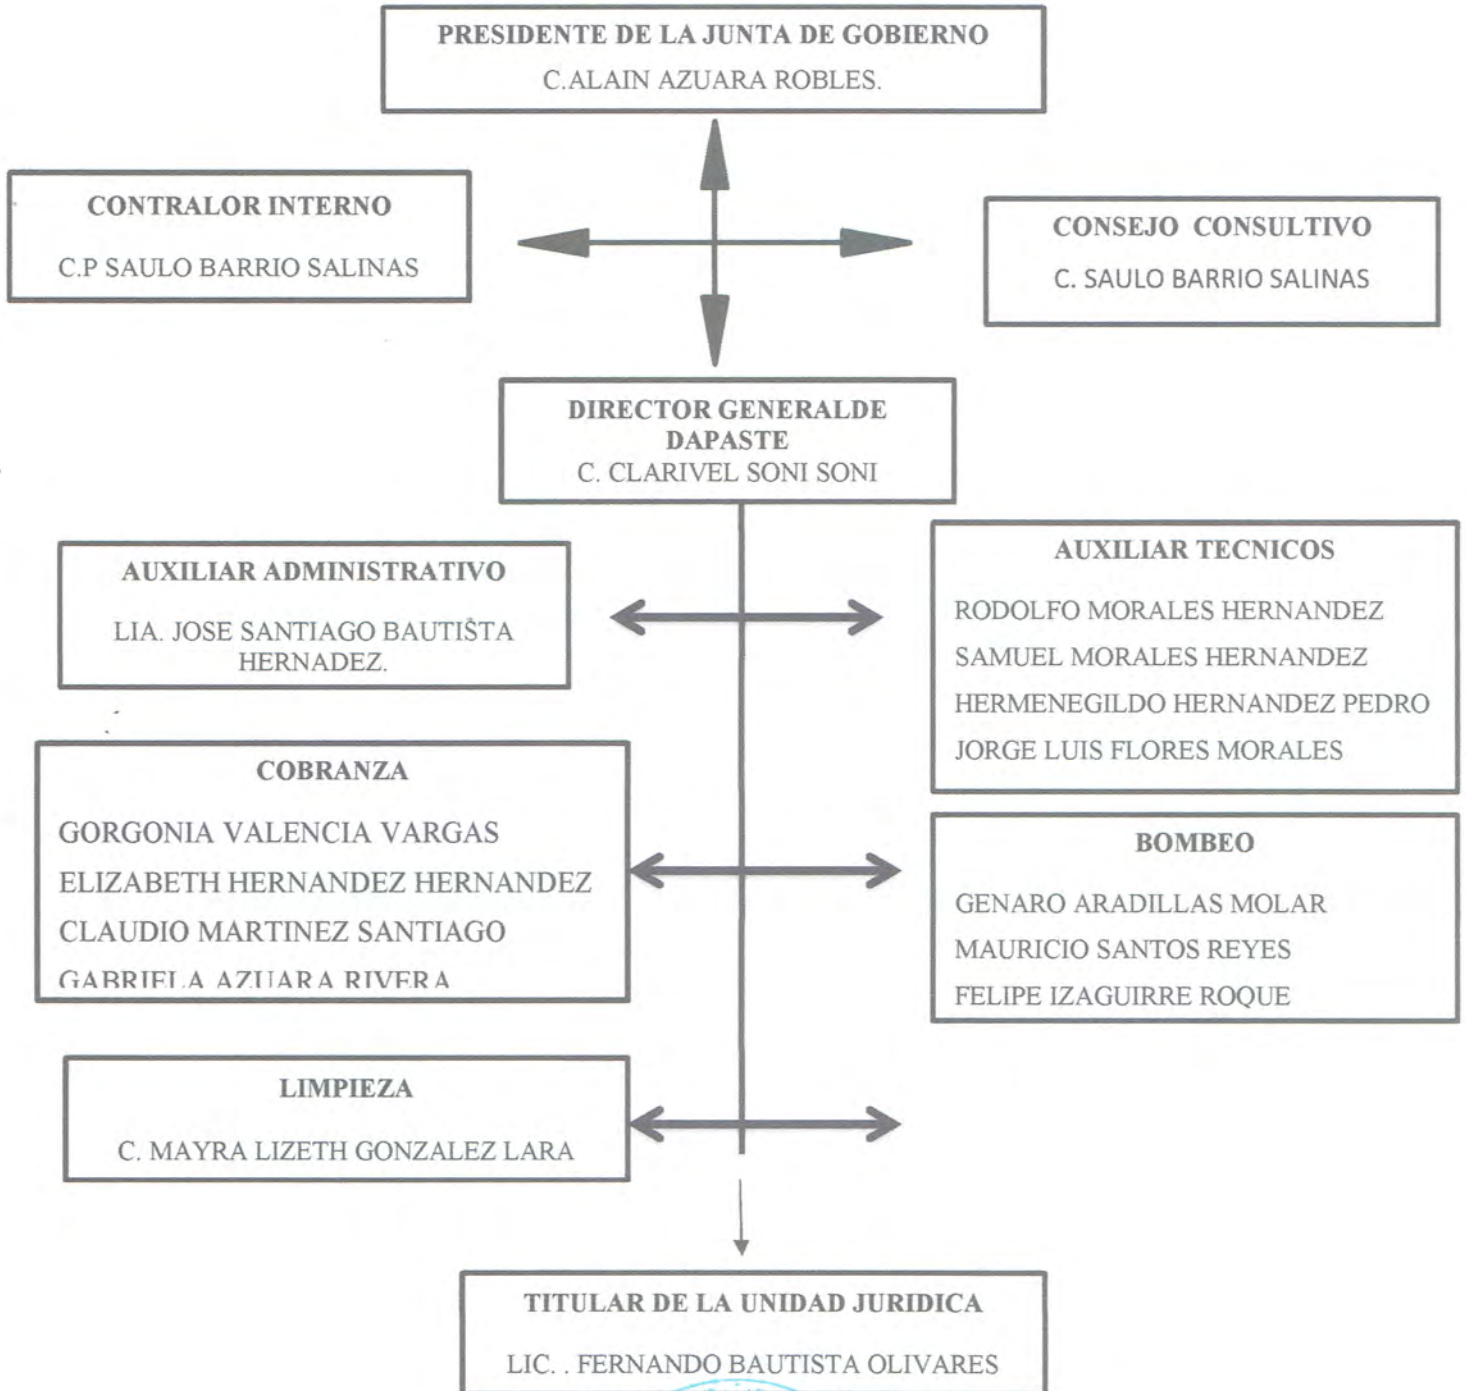 PRESIDENTE DE LA JUNTA DE GOBIERNO
C.ALAIN AZUARA ROBLES.
CONTRALOR INTERNO
C.P SAULO BARRIO SALINAS
CONSEJO CONSULTIVO
C. SAULO BARRIO SALINAS
DIRECTOR GENERALDE
DAPASTE
C. CLARIVEL SONI SONI
AUXILIAR ADMINISTRATIVO
LIA. JOSE SANTIAGO BAUTISTA
HERNADEZ.
AUXILIAR TECNICOS
RODOLFO MORALES HERNANDEZ
SAMUEL MORALES HERNANDEZ
HERMENEGILDO HERNANDEZ PEDRO
JORGE LUIS FLORES MORALES
COBRANZA
GORGONIA VALENCIA VARGAS
ELIZABETH HERNANDEZ HERNANDEZ
CLAUDIO MARTINEZ SANTIAGO
GABRIELA AZUARA RIVERA
BOMBEO
GENARO ARADILLAS MOLAR
MAURICIO SANTOS REYES
FELIPE IZAGUIRRE ROQUE
LIMPIEZA
C. MAYRA LIZETH GONZALEZ LARA
TITULAR DE LA UNIDAD JURIDICA
LIC. . FERNANDO BAUTISTA OLIVARES